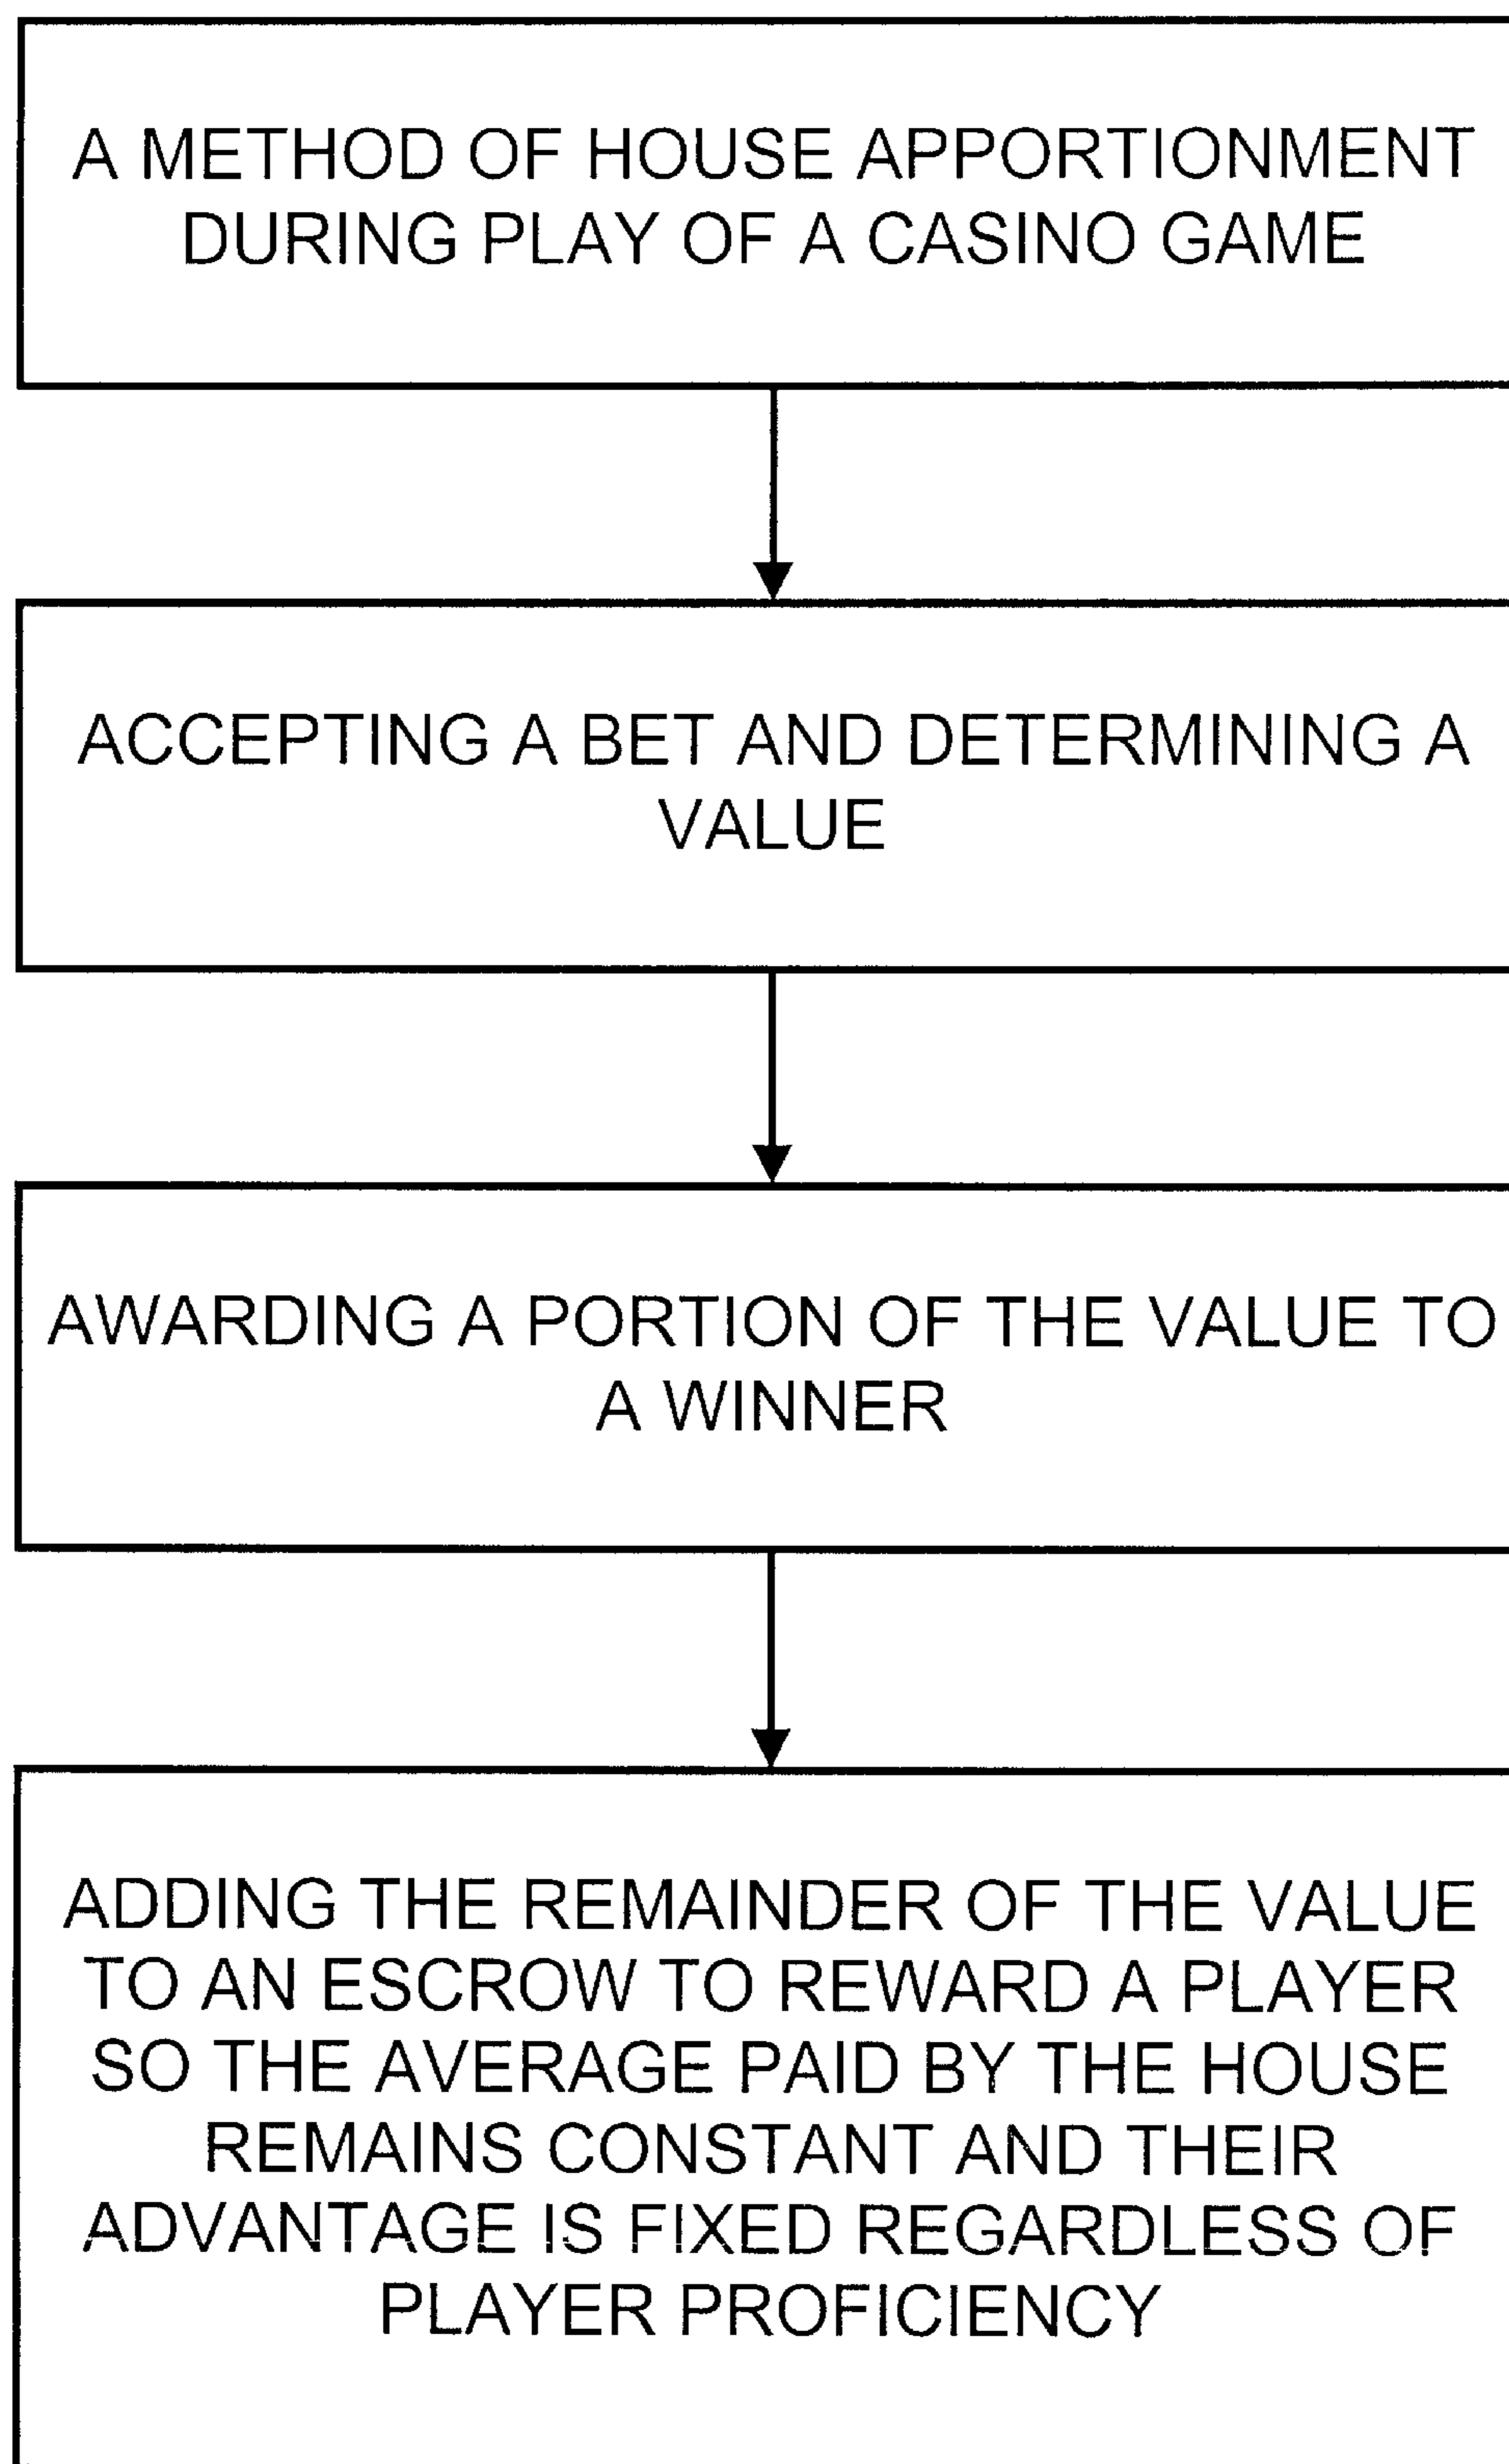 A METHOD OF HOUSE APPORTIONMENT
DURING PLAY OF A CASINO GAME
ACCEPTING A BET AND DETERMINING A
VALUE
AWARDING A PORTION OF THE VALUE TO
A WINNER
ADDING THE REMAINDER OF THE VALUE
TO AN ESCROW TO REWARD A PLAYER
SO THE AVERAGE PAID BY THE HOUSE
REMAINS CONSTANT AND THEIR
ADVANTAGE IS FIXED REGARDLESS OF
PLAYER PROFICIENCY